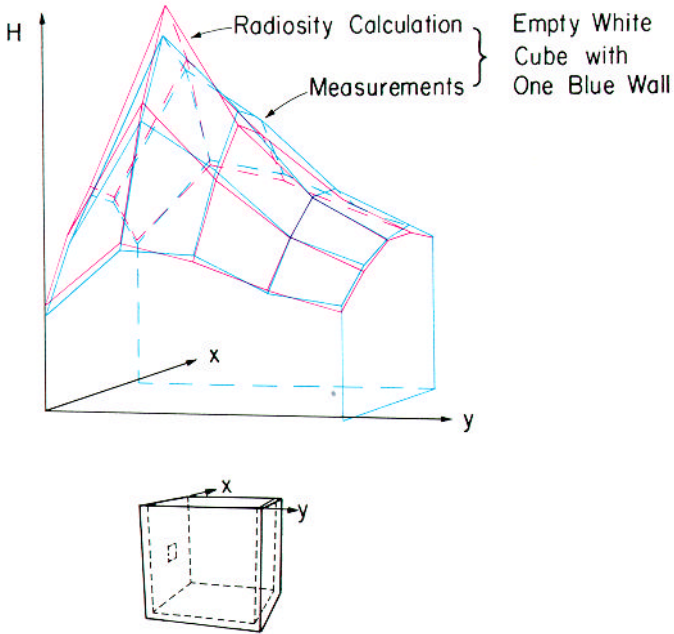 H
Radiosity Calculation
Measurements
Empty White
Cube with
One Blue Wall
x
y
x
y